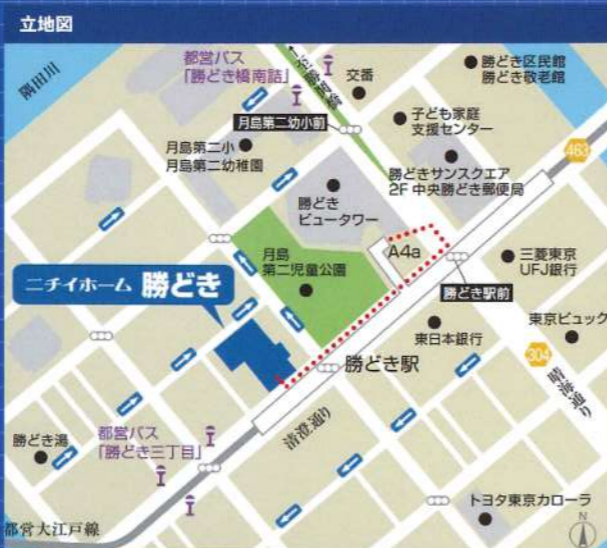 立地図
隅田川
都営バス
「勝どき橋南詰」
交番
勝どき区民館
勝どき敬老館
月島第二幼小前
子ども家庭
支援センター
月島第二小
月島第二幼稚園
勝どきサンスクエア
2F 中央勝どき郵便局
463
勝どき
ビュータワー
A4a
月島
第二児童公園
三菱東京
UFJ銀行
ニチイホーム 勝どき
勝どき駅前
東京ビュック
東日本銀行
勝どき駅
304
晴海通り
清澄通り
都営バス
「勝どき三丁目」
勝どき湯
トヨタ東京カローラ
都営大江戸線
N